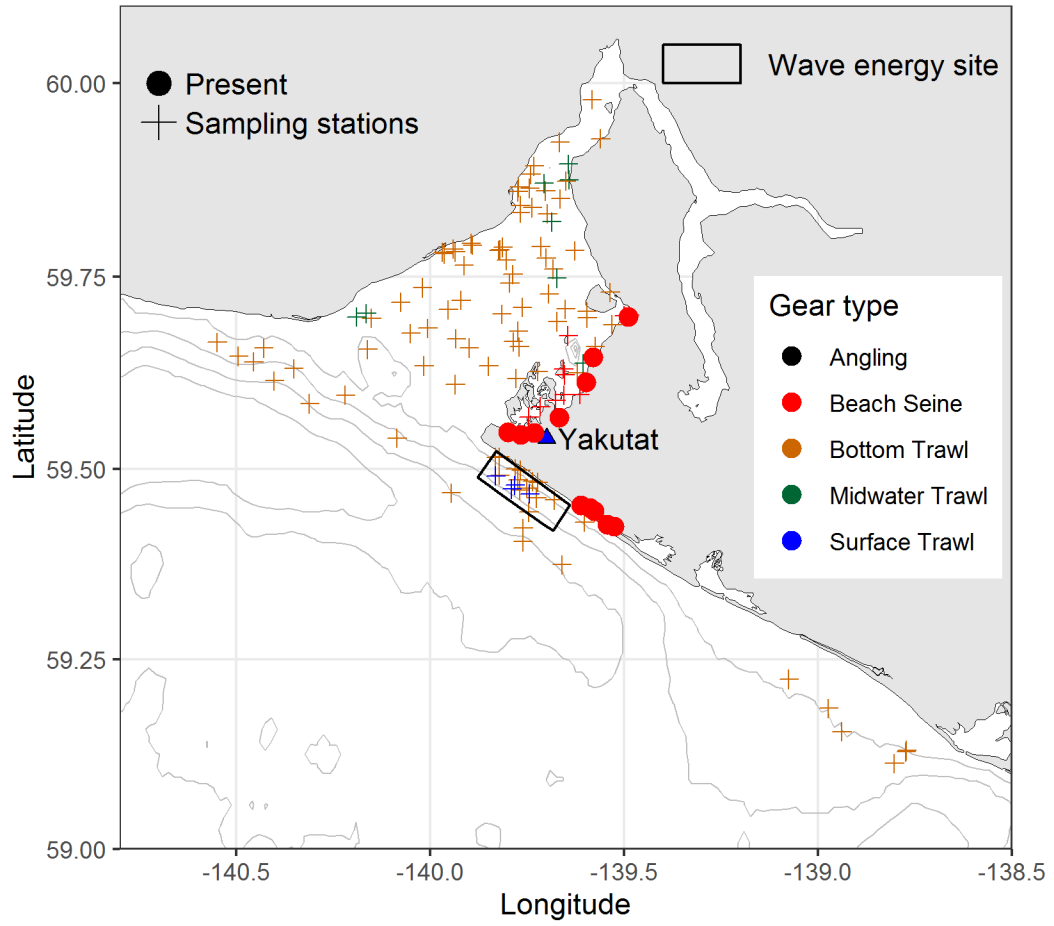 Present
Sampling stations
Wave energy site
60.00
59.75
59.50
59.25
59.00
Latitude
Yakutat
Gear type
Angling
Beach Seine
Bottom Trawl
Midwater Trawl
Surface Trawl
-140.5
-140.0
-139.5
-139.0
-138.5
Longitude